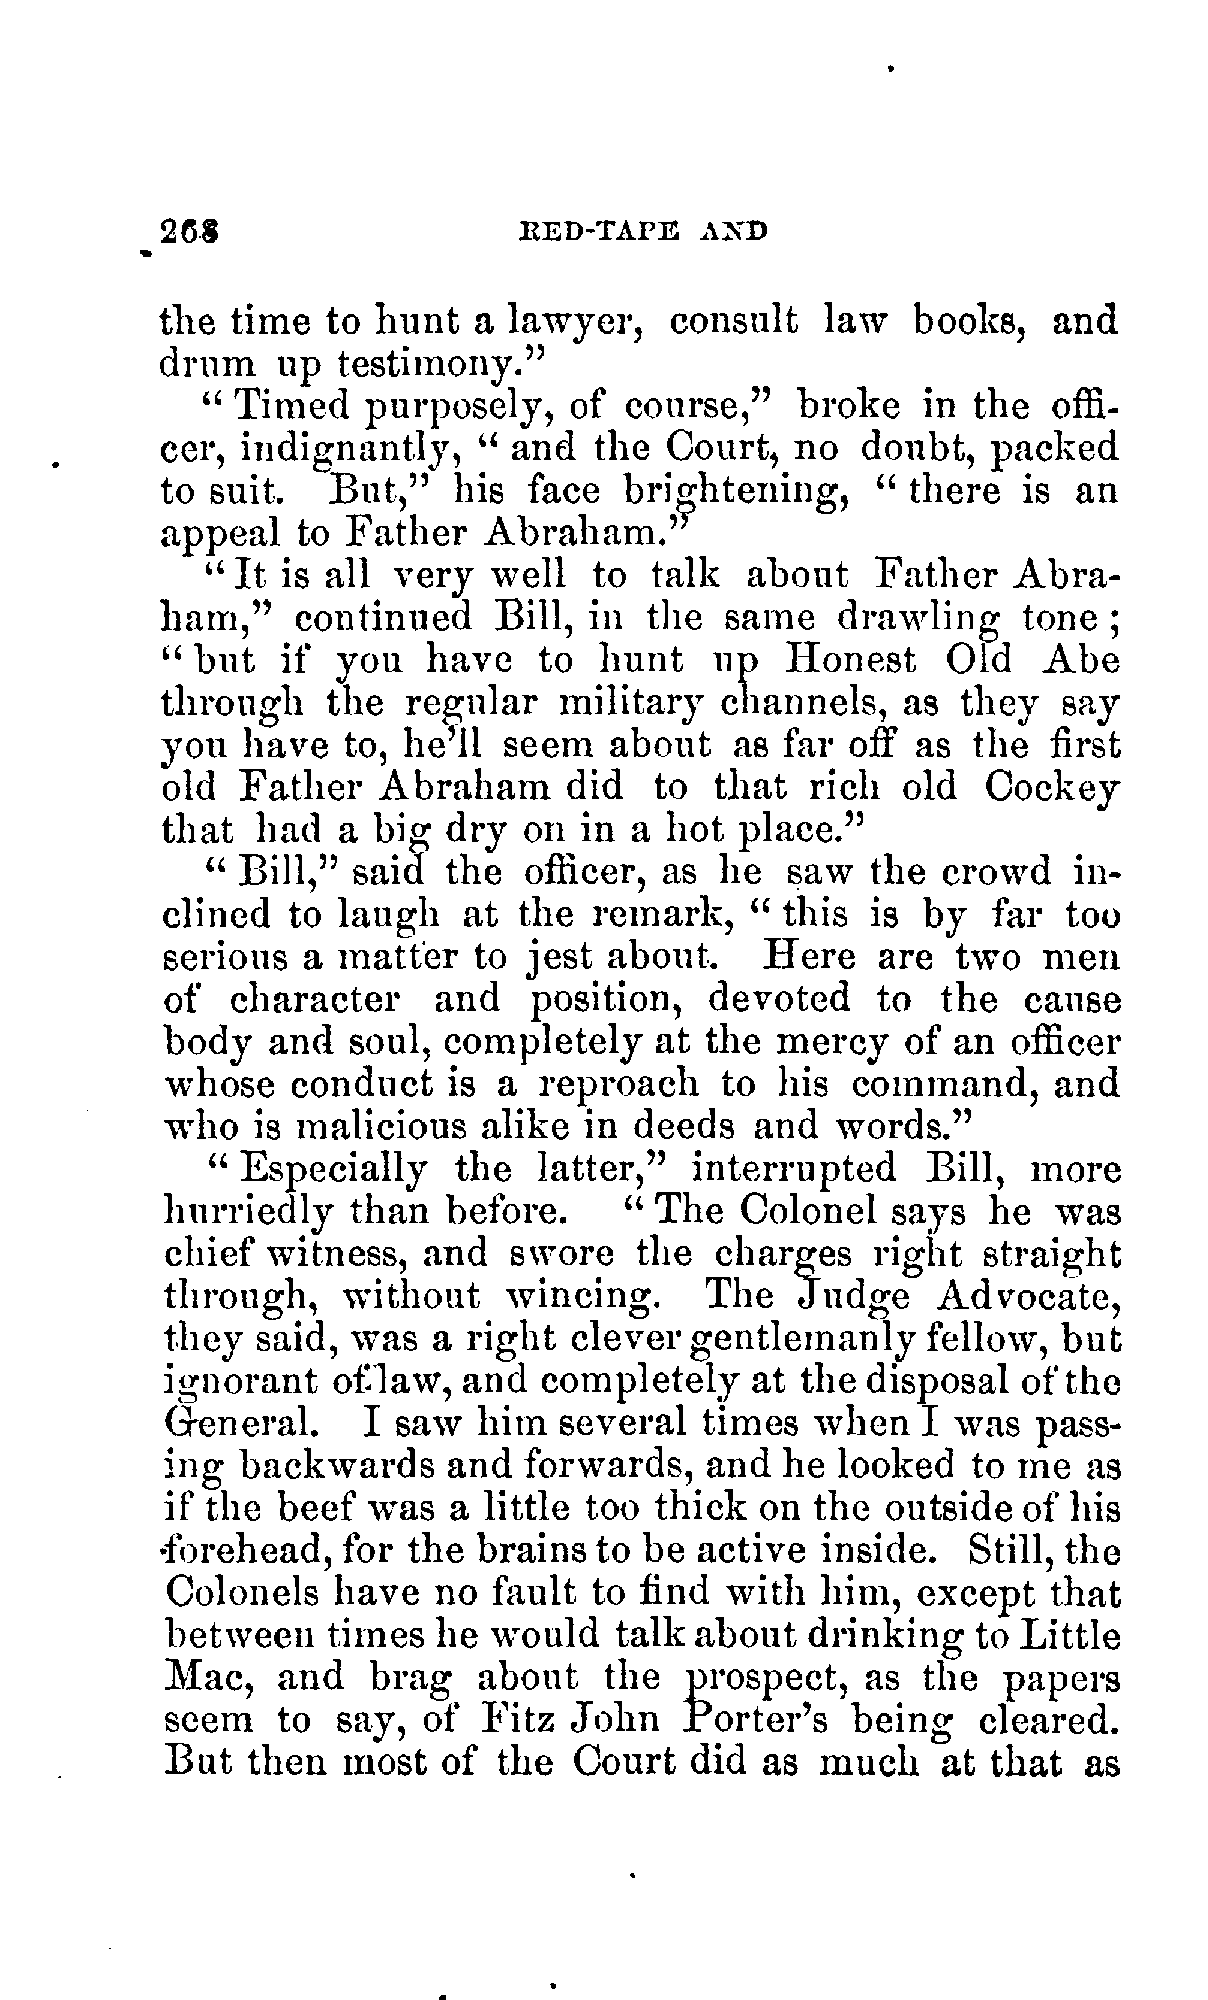 268 RED-TAPE AND
the time to hunt a lawyer, consult law books, and
drum up testimony."
"Timed purposely, of course," broke in the offi-
cer, indignantly, "and the Court, no doubt, packed
to suit. But," his face brightening, "there is an
appeal to Father Abraham."
"It is all very well to talk about Father Abra-
ham," continued Bill, in the same drawling tone;
"but if you have to hunt up Honest Old Abe
through the regular military channels, as they say
you have to, he'll seem about as far off as the first
old Father Abraham did to that rich old Cockey
that had a big dry on in a hot place."
"Bill," said the officer, as he saw the crowd in-
clined to laugh at the remark, "this is by far too
serious a matter to jest about. Here are two men
of character and position, devoted to the cause
body and soul, completely at the mercy of an officer
whose conduct is a reproach to his command, and
who is malicious alike in deeds and words."
"Especially the latter," interrupted Bill, more
hurriedly than before. "The Colonel says he was
chief witness, and swore the charges right straight
through, without wincing. The Judge Advocate,
they said, was a right clever gentlemanly fellow, but
ignorant of law, and completely at the disposal of the
General. I saw him several times when I was pass-
ing backwards and forwards, and he looked to me as
if the beef was a little too thick on the outside of his
forehead, for the brains to be active inside. Still, the
Colonels have no fault to find with him, except that
between times he would talk about drinking to Little
Mac, and brag about the prospect, as the papers
seem to say, of Fitz John Porter's being cleared.
But then most of the Court did as much at that as